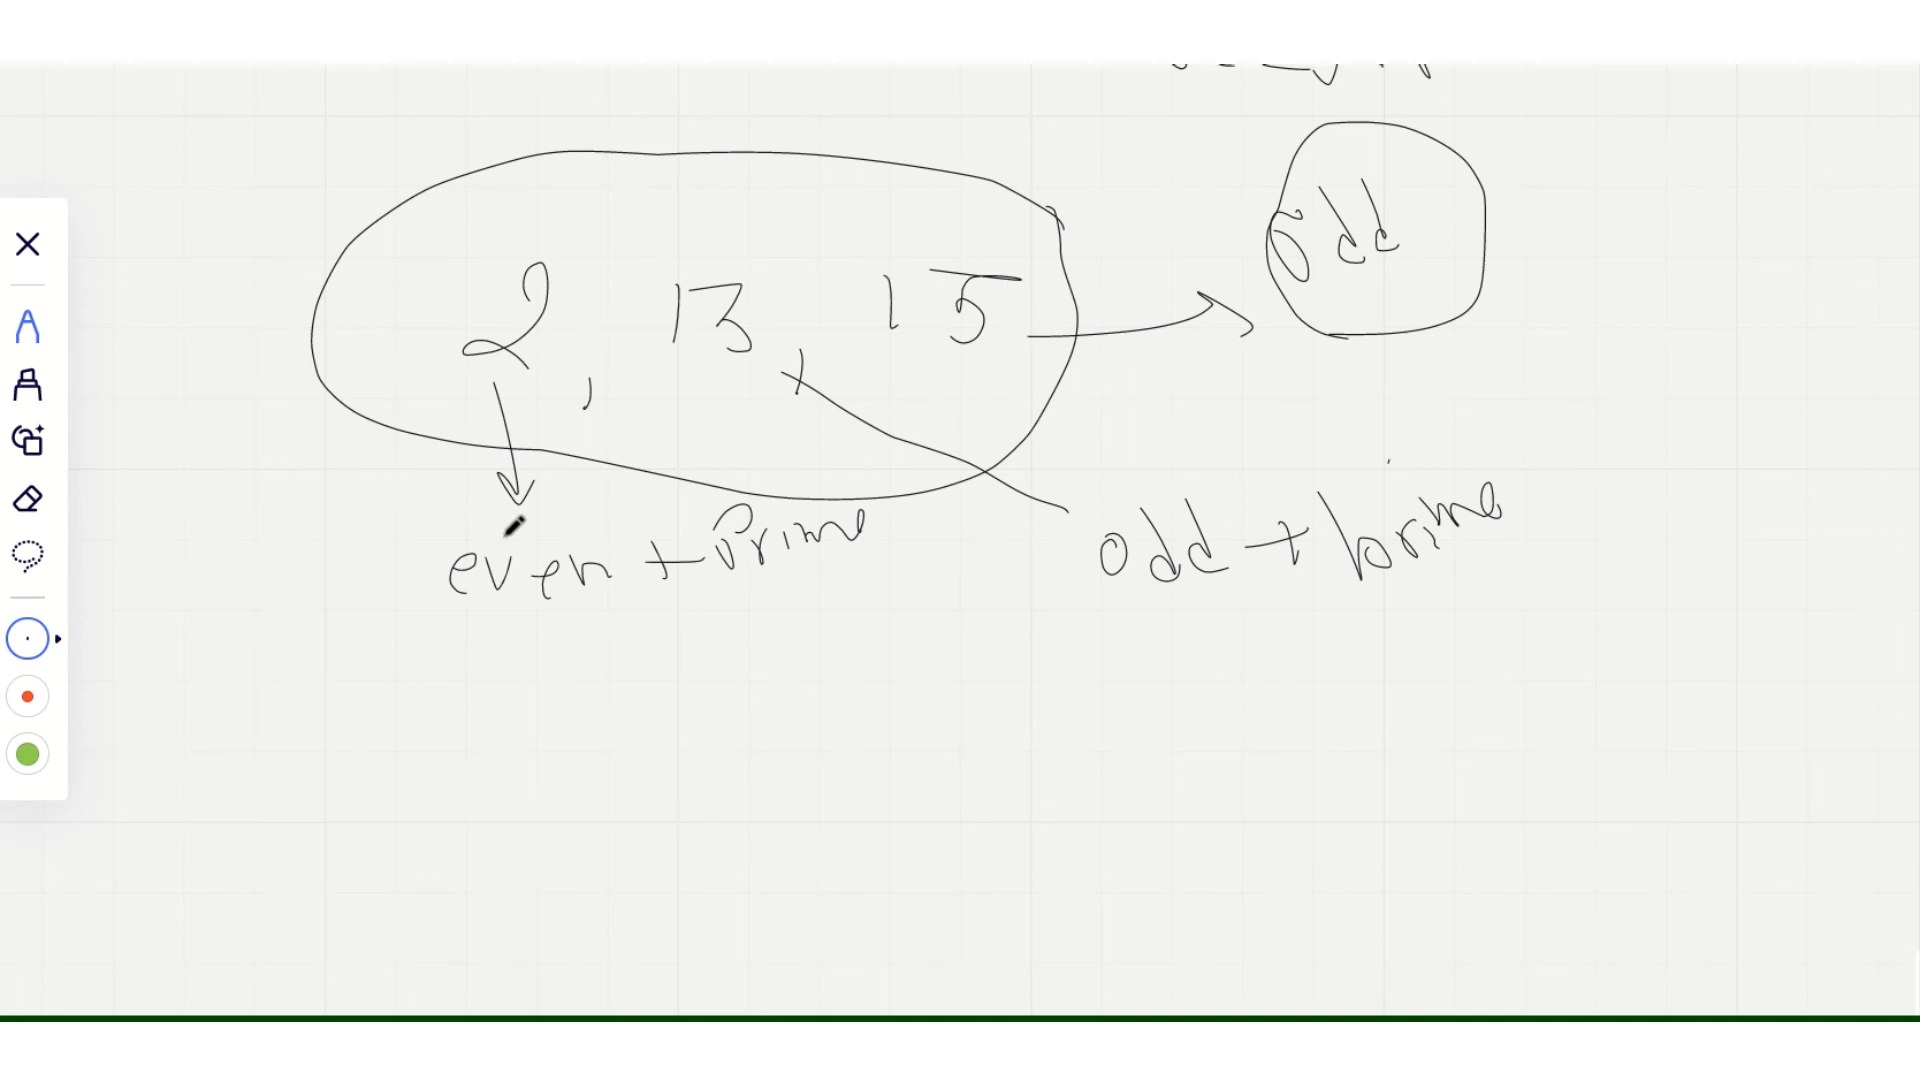 odd
2, 13, 15
even + Prime
odd + prime